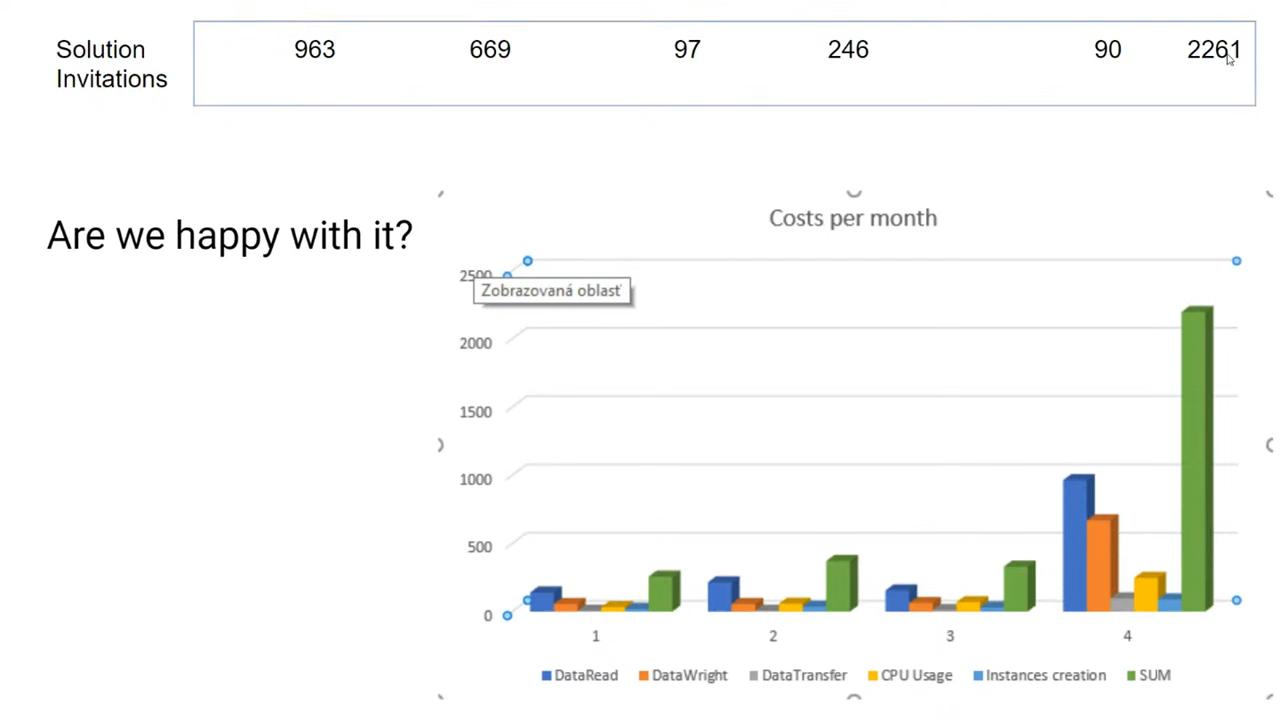 Solution 963 669 97 246 90 2261
Invitations
Are we happy with it?
Costs per month
2500
Zobrazovaná oblasť
2000
1500
1000
500
0
1 2 3 4
DataRead DataWright DataTransfer CPU Usage Instances creation SUM